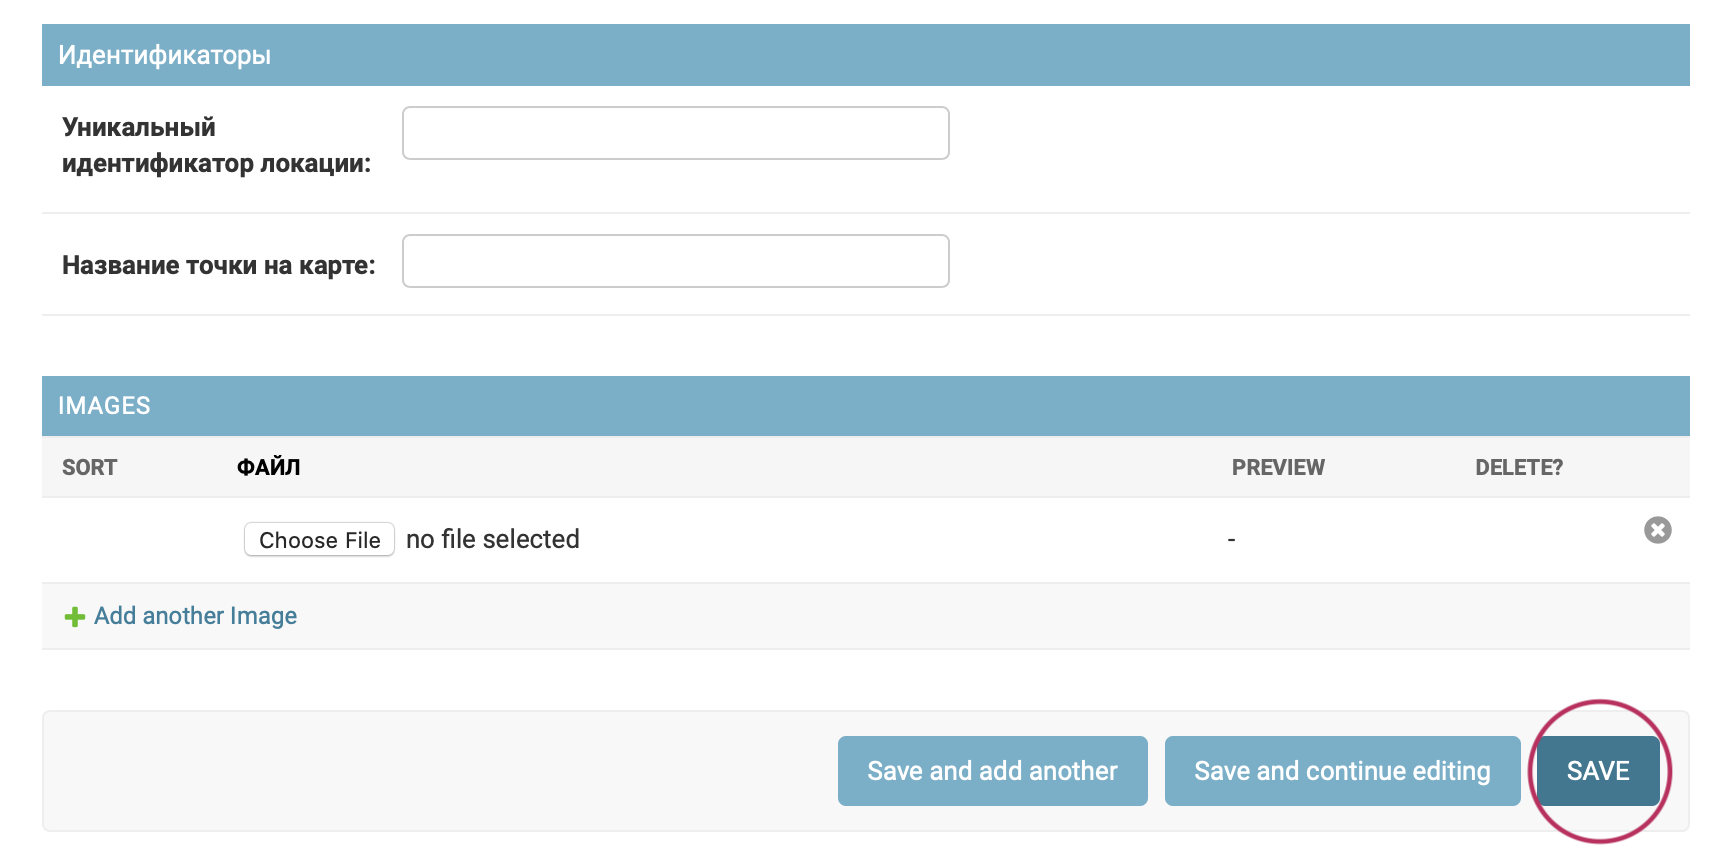 Идентификаторы
Уникальный
идентификатор локации:
Название точки на карте:
IMAGES
SORT ФАЙЛ PREVIEW DELETE?
Choose File no file selected -
Add another Image
Save and add another Save and continue editing SAVE